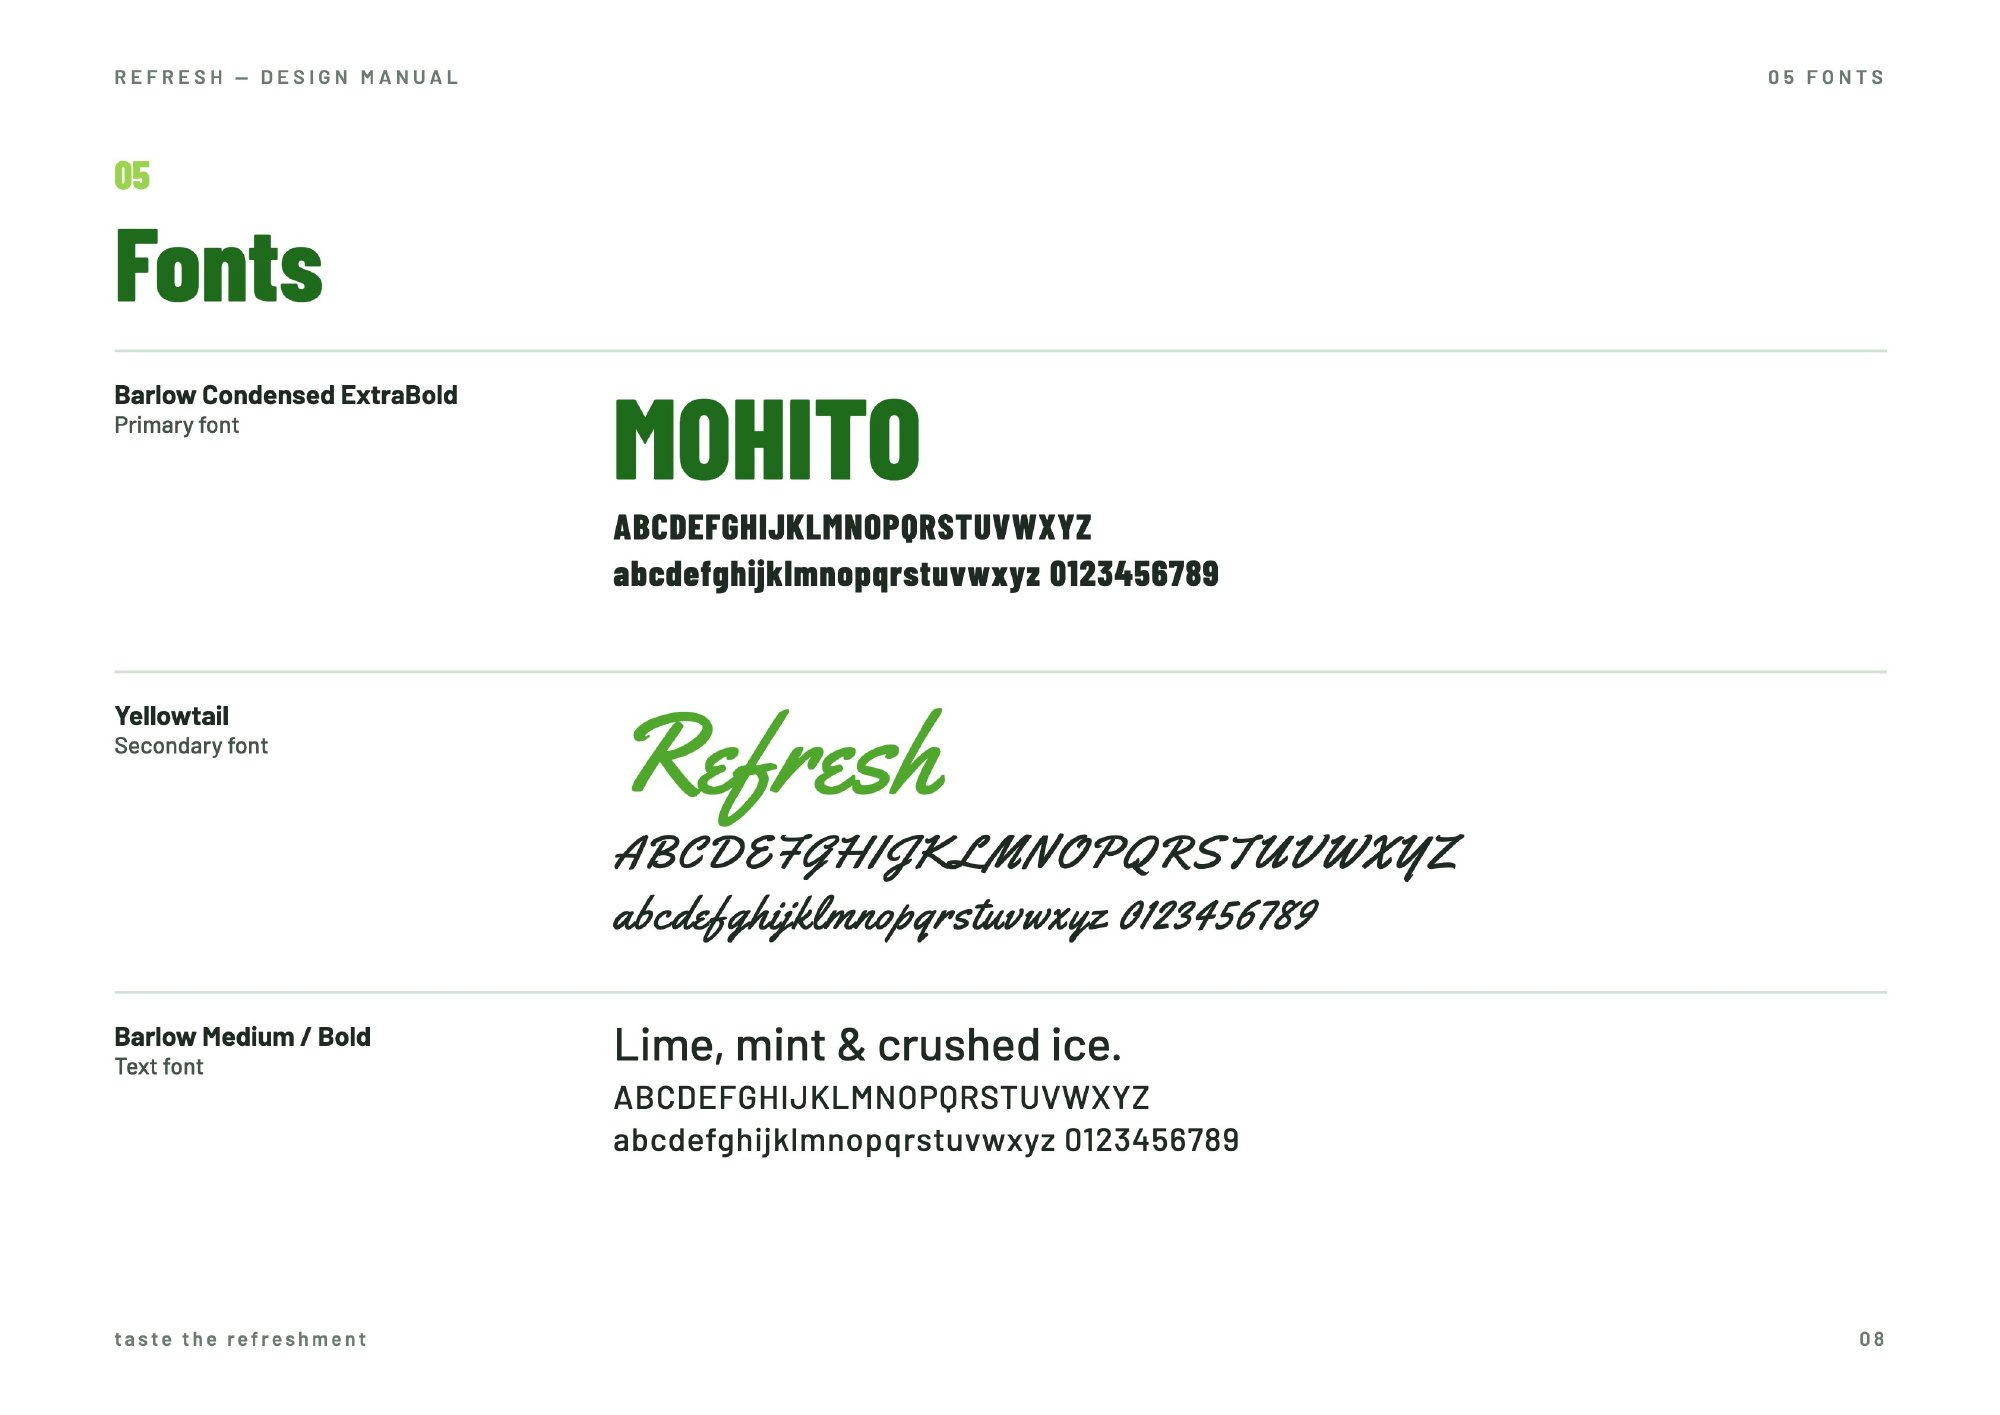 REFRESH – DESIGN MANUAL
05 FONTS
05
Fonts
Barlow Condensed ExtraBold
Primary font
MOHITO
ABCDEFGHIJKLMNOPQRSTUVWXYZ
abcdefghijklmnopqrstuvwxyz 0123456789
Yellowtail
Secondary font
Refresh
ABCDEFGHIJKLMNOPQRSTUVWXYZ
abcdefghijklmnopqrstuvwxyz 0123456789
Barlow Medium / Bold
Text font
Lime, mint & crushed ice.
ABCDEFGHIJKLMNOPQRSTUVWXYZ
abcdefghijklmnopqrstuvwxyz 0123456789
taste the refreshment
08